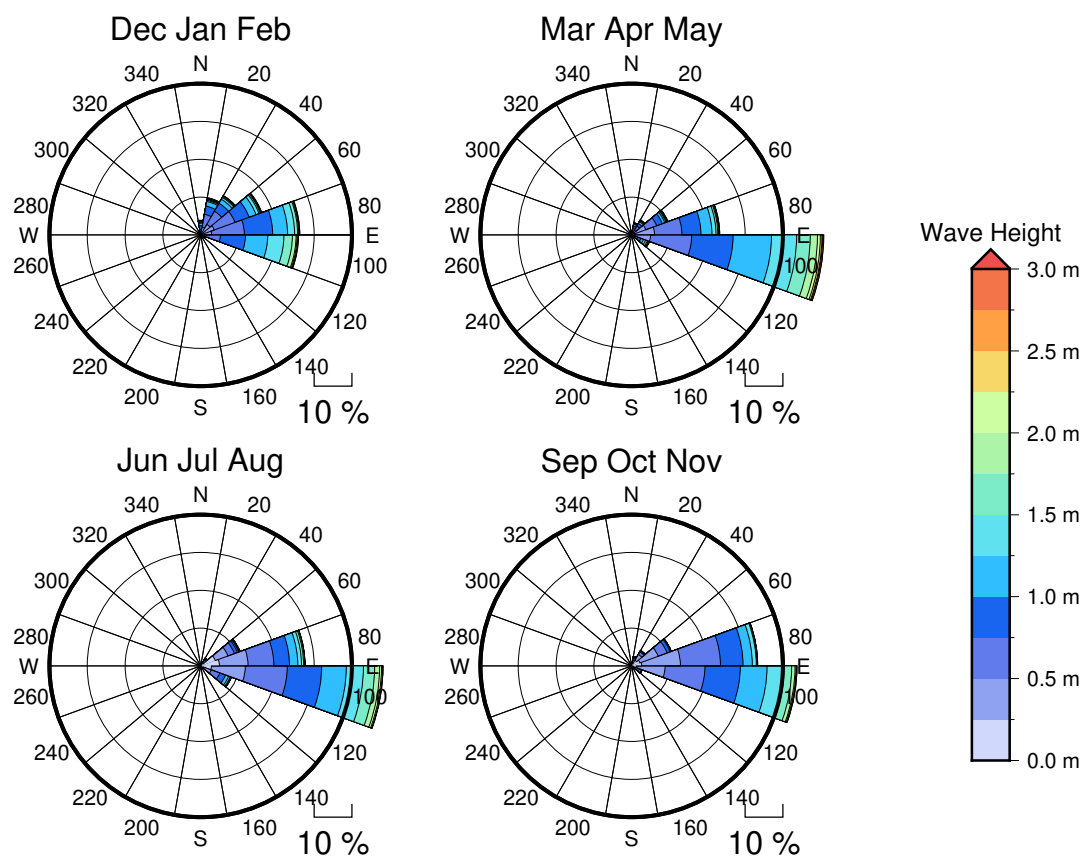 Dec Jan Feb
N
20
40
60
80
E
100
120
140
160
S
200
220
240
260
W
280
300
320
340
10 %
Mar Apr May
N
20
40
60
80
E
100
120
140
160
S
200
220
240
260
W
280
300
320
340
10 %
Jun Jul Aug
N
20
40
60
80
E
100
120
140
160
S
200
220
240
260
W
280
300
320
340
10 %
Sep Oct Nov
N
20
40
60
80
E
100
120
140
160
S
200
220
240
260
W
280
300
320
340
10 %
Wave Height
3.0 m
2.5 m
2.0 m
1.5 m
1.0 m
0.5 m
0.0 m